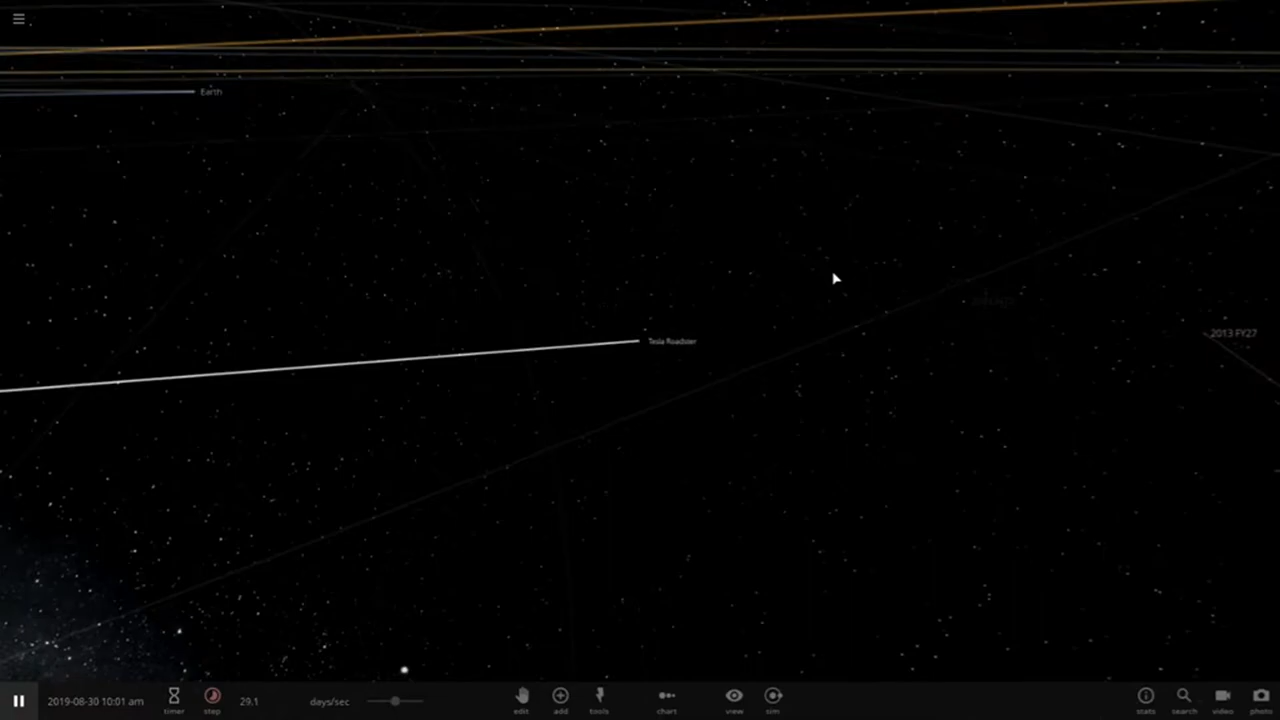 Earth
Tesla Roadster
2013 FY27
2019-08-30 10:01 am
timer
step
29.1
days/sec
edit
add
tools
chart
view
sim
stats
search
video
photo